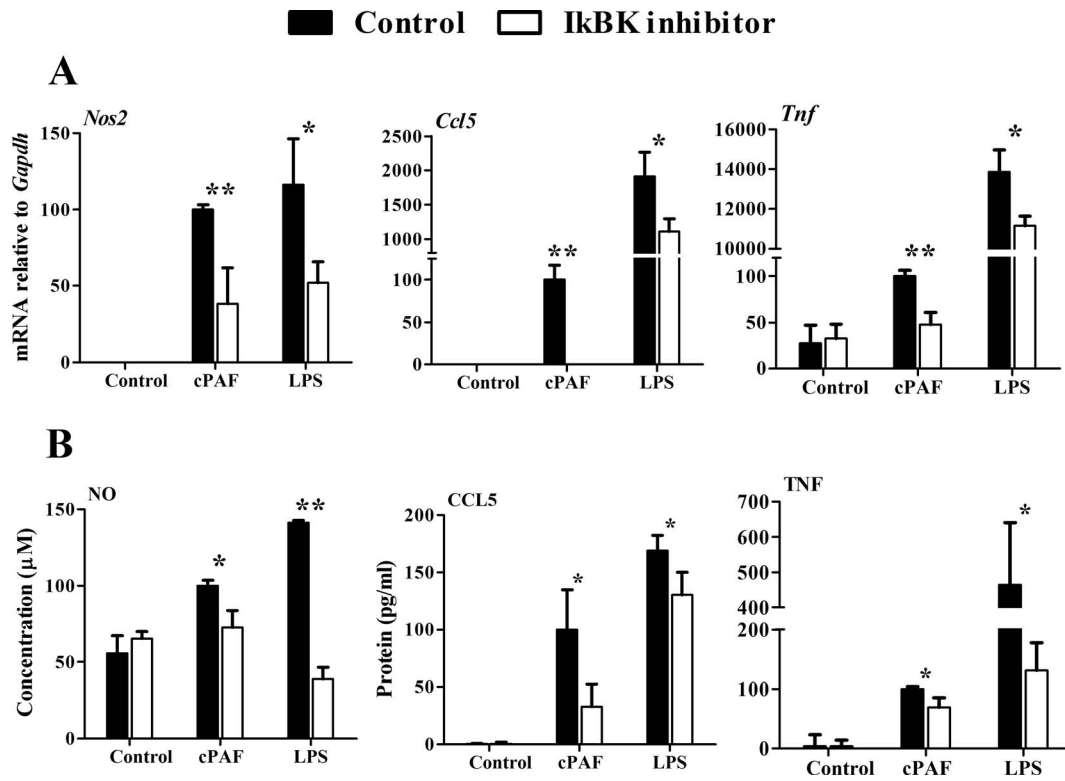 Control IkBK inhibitor
A
Nos2 Ccl5 Tnf
mRNA relative to Gapdh
150
100
50
0
* **
Control cPAF LPS
2500
2000
1500
1000
100
50
0
* **
Control cPAF LPS
16000
14000
12000
10000
100
50
0
* **
Control cPAF LPS
B
NO CCL5 TNF
Concentration (μM)
150
100
50
0
* **
Control cPAF LPS
Protein (pg/ml)
200
150
100
50
0
* *
Control cPAF LPS
700
600
500
400
200
100
0
* *
Control cPAF LPS